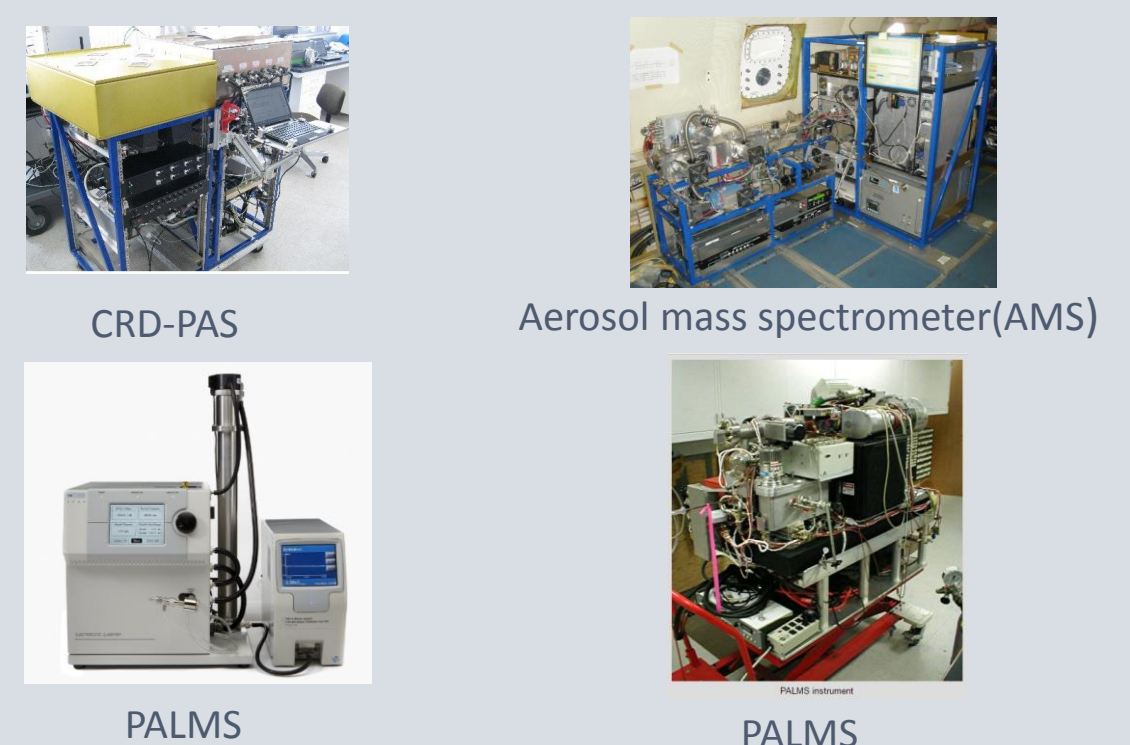 CRD-PAS
Aerosol mass spectrometer(AMS)
PALMS instrument
PALMS
PALMS